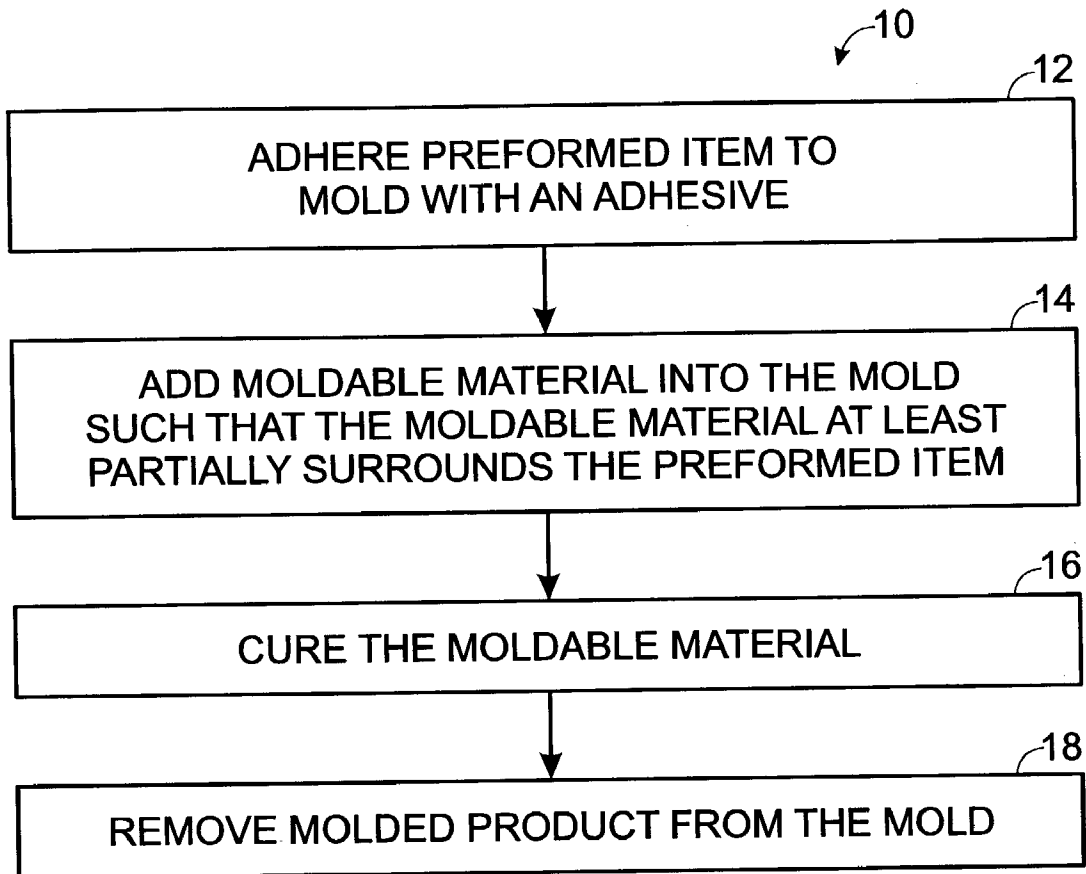 10
12
ADHERE PREFORMED ITEM TO
MOLD WITH AN ADHESIVE
14
ADD MOLDABLE MATERIAL INTO THE MOLD
SUCH THAT THE MOLDABLE MATERIAL AT LEAST
PARTIALLY SURROUNDS THE PREFORMED ITEM
16
CURE THE MOLDABLE MATERIAL
18
REMOVE MOLDED PRODUCT FROM THE MOLD